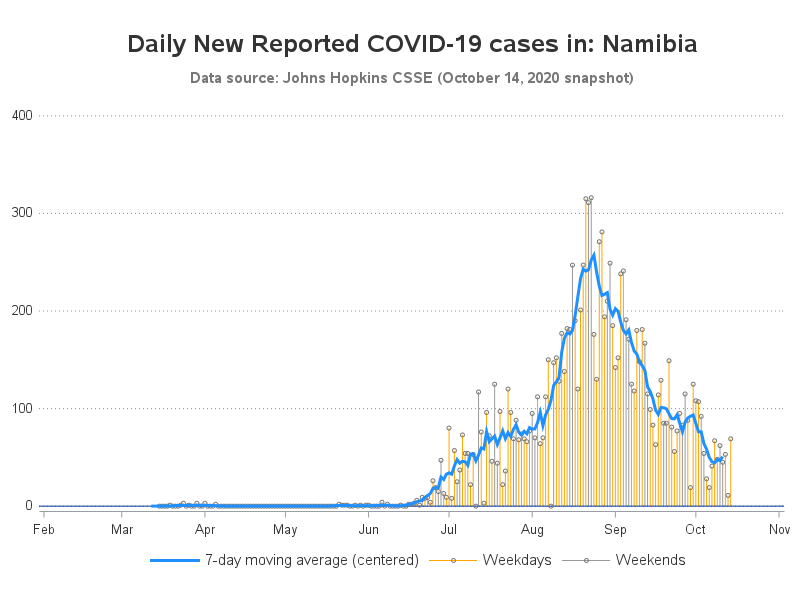 Daily New Reported COVID-19 cases in: Namibia
Data source: Johns Hopkins CSSE (October 14, 2020 snapshot)
400
300
200
100
0
Feb Mar Apr May Jun Jul Aug Sep Oct Nov
7-day moving average (centered) Weekdays Weekends